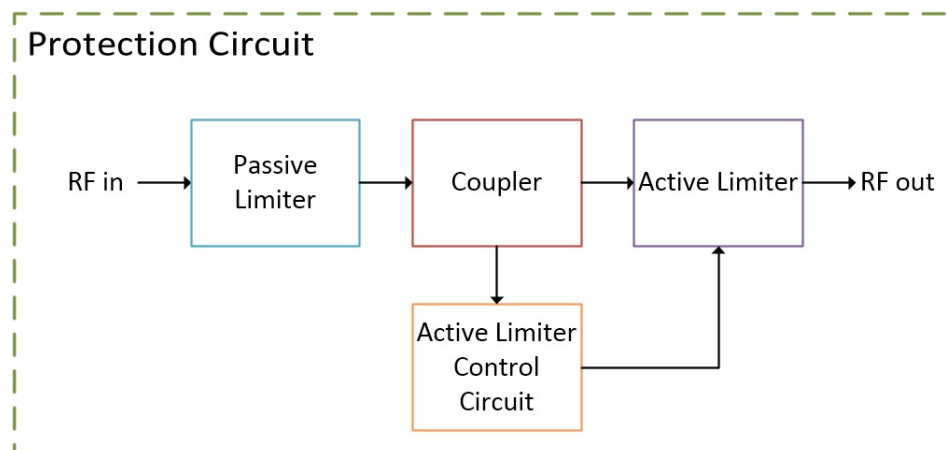 Protection Circuit
RF in
Passive
Limiter
Coupler
Active Limiter
RF out
Active Limiter
Control
Circuit